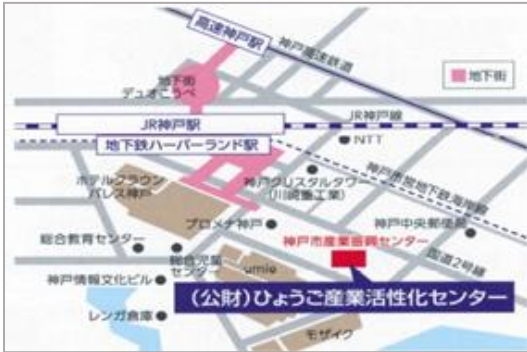 高速神戸駅
神戸高速鉄道
地下街
デュオこうべ
地下街
JR神戸線
JR神戸駅
NTT
地下鉄ハーバーランド駅
神戸市営地下鉄海岸線
ホテルクラウン
パレス神戸
神戸クリスタルタワー
(川崎重工業)
プロメナ神戸
神戸中央郵便局
神戸市産業振興センター
総合教育センター
総合児童
センター
umie
国道2号線
神戸情報文化ビル
(公財)ひょうご産業活性化センター
レンガ倉庫
モザイク